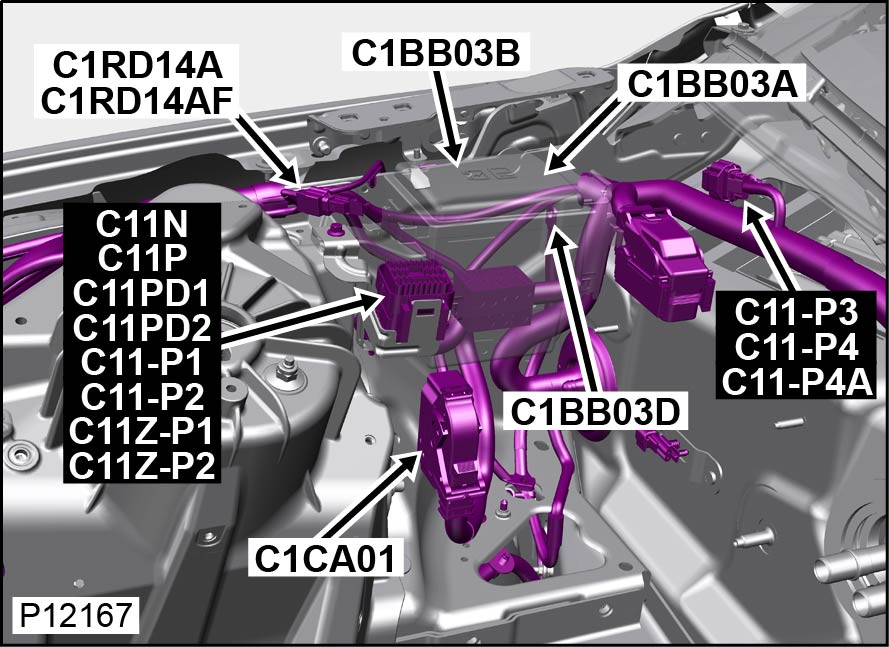 C1RD14A
C1RD14AF
C1BB03B
C1BB03A
C11N
C11P
C11PD1
C11PD2
C11-P1
C11-P2
C11Z-P1
C11Z-P2
C11-P3
C11-P4
C11-P4A
C1BB03D
C1CA01
P12167